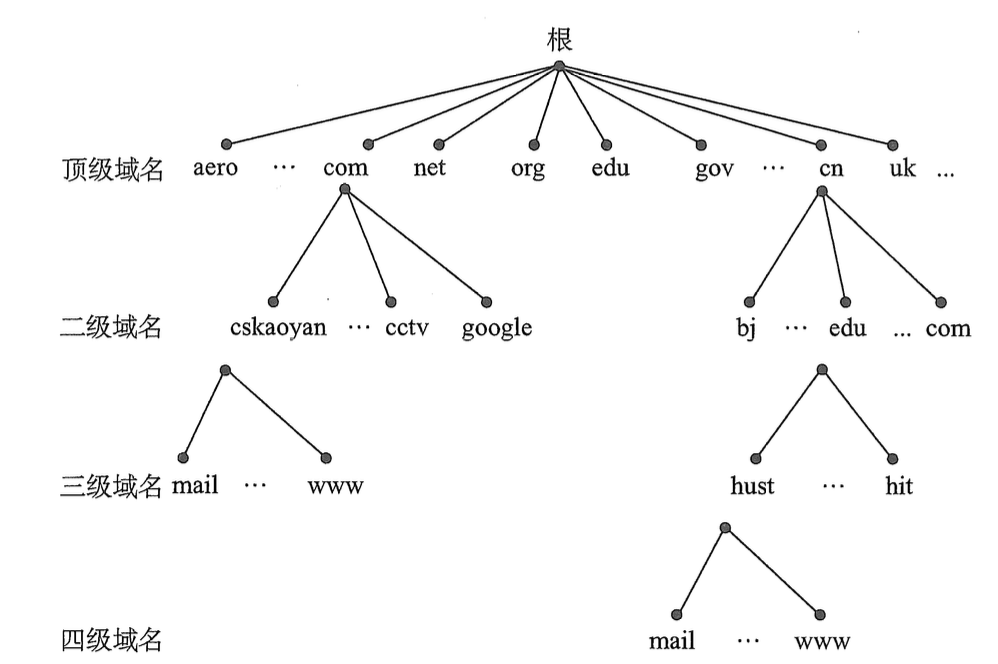 根
顶级域名 aero … com net org edu gov … cn uk ...
二级域名 cskaoyan … cctv google bj … edu ... com
三级域名 mail … www hust … hit
四级域名 mail … www